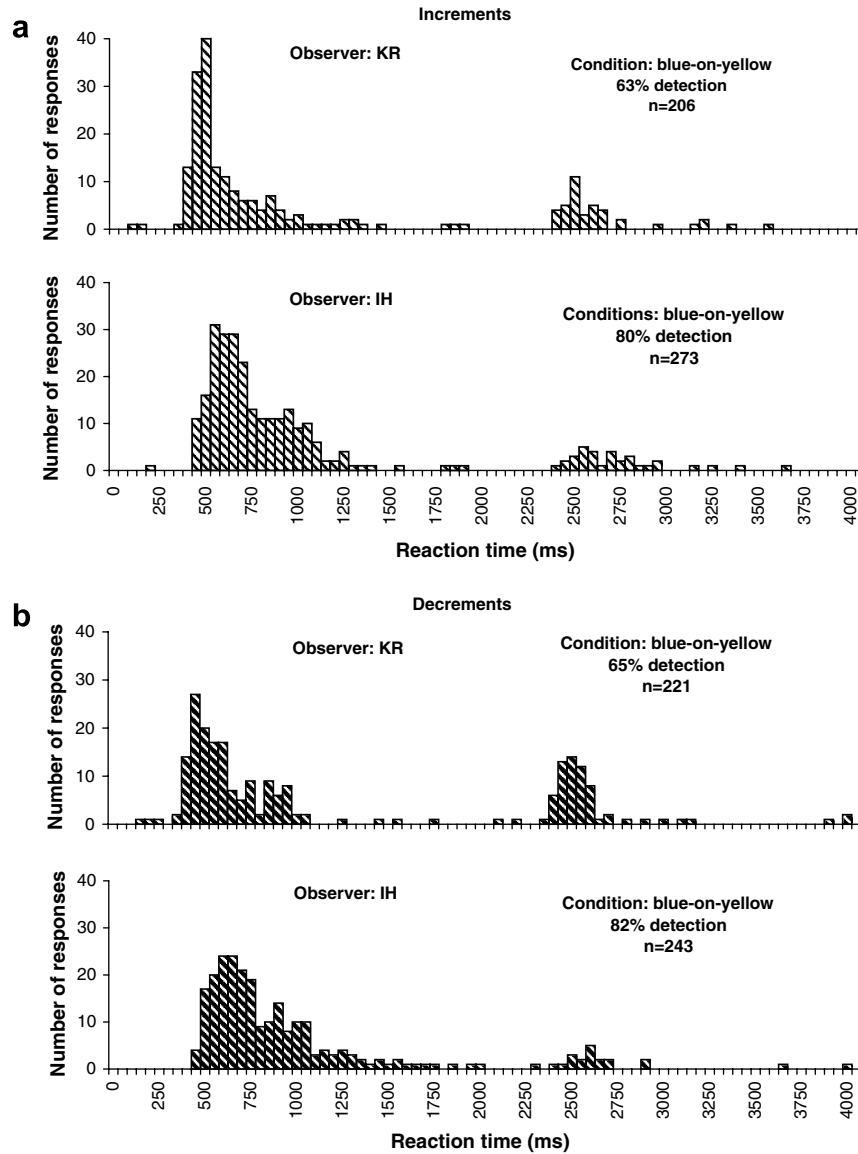 a
Increments
Number of responses
40
30
20
10
0
Observer: KR
Condition: blue-on-yellow
63% detection
n=206
Number of responses
40
30
20
10
0
Observer: IH
Conditions: blue-on-yellow
80% detection
n=273
0 250 500 750 1000 1250 1500 1750 2000 2250 2500 2750 3000 3250 3500 3750 4000
Reaction time (ms)
b
Decrements
Number of responses
40
30
20
10
0
Observer: KR
Condition: blue-on-yellow
65% detection
n=221
Number of responses
40
30
20
10
0
Observer: IH
Condition: blue-on-yellow
82% detection
n=243
0 250 500 750 1000 1250 1500 1750 2000 2250 2500 2750 3000 3250 3500 3750 4000
Reaction time (ms)